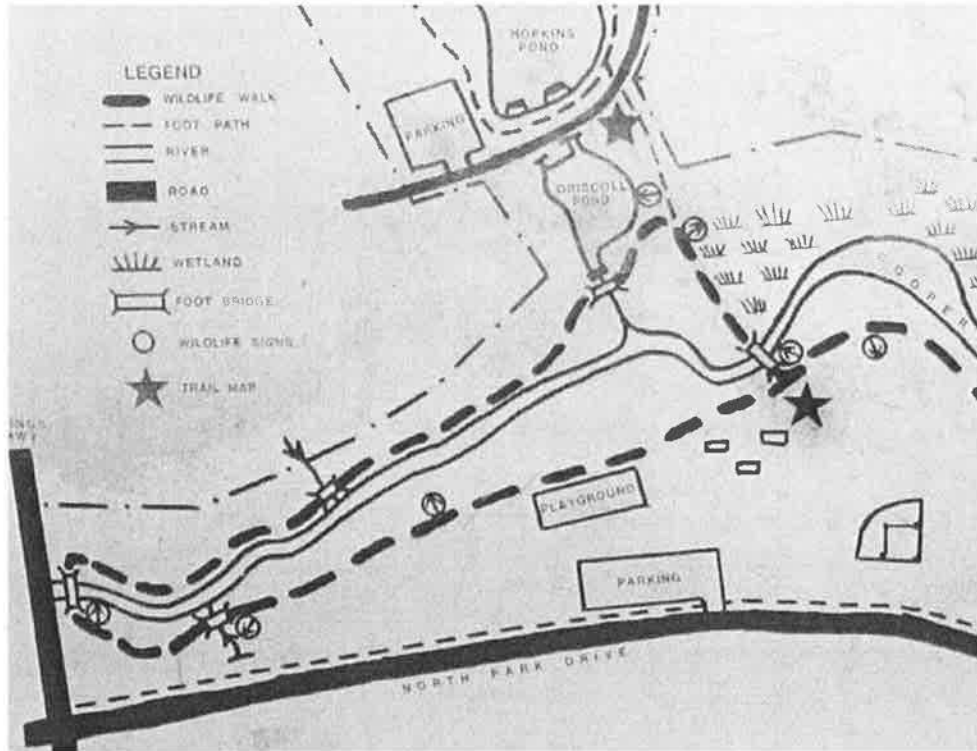 HOPKINS
POND
LEGEND
WILDLIFE WALK
FOOT PATH
RIVER
ROAD
STREAM
WETLAND
FOOT BRIDGE
WILDLIFE SIGNS
TRAIL MAP
PARKING
DRISCOLL
POND
COOPER
PLAYGROUND
PARKING
NORTH PARK DRIVE